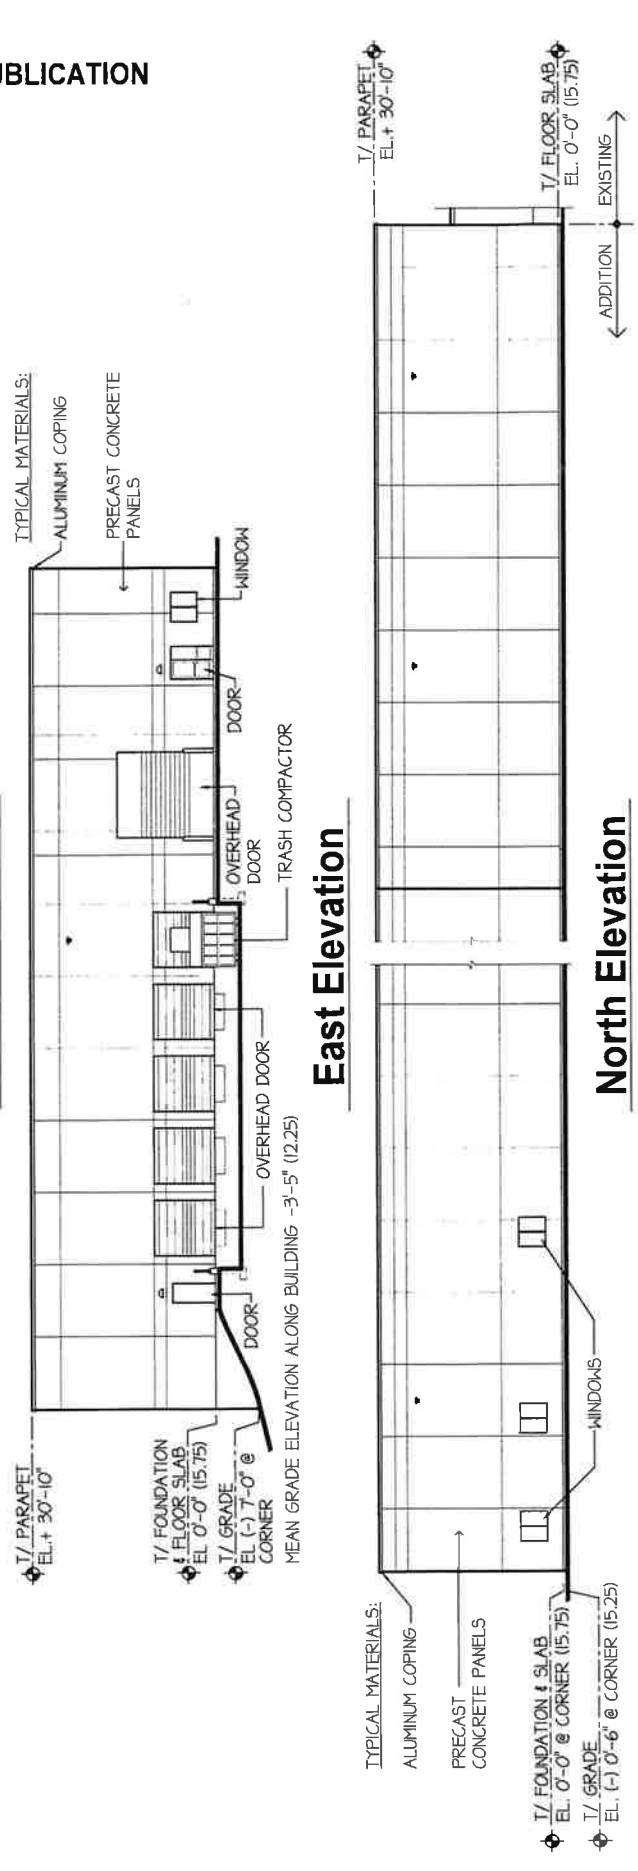 UBLICATION
TYPICAL MATERIALS:
ALUMINUM COPING
PRECAST CONCRETE
PANELS
WINDOW
DOOR
OVERHEAD
DOOR
TRASH COMPACTOR
OVERHEAD DOOR
DOOR
T/ PARAPET
EL.+ 30'-10"
T/ FOUNDATION
& FLOOR SLAB
EL 0'-0" (15.75)
T/ GRADE
EL (-) 7'-0" @
CORNER
MEAN GRADE ELEVATION ALONG BUILDING -3'-5" (12.25)
East Elevation
T/ PARAPET
EL.+ 30'-10"
T/ FLOOR SLAB
EL. 0'-0" (15.75)
ADDITION
EXISTING
WINDOWS
TYPICAL MATERIALS:
ALUMINUM COPING
PRECAST
CONCRETE PANELS
T/ FOUNDATION & SLAB
EL. 0'-0" @ CORNER (15.75)
T/ GRADE
EL. (-) 0'-6" @ CORNER (15.25)
North Elevation